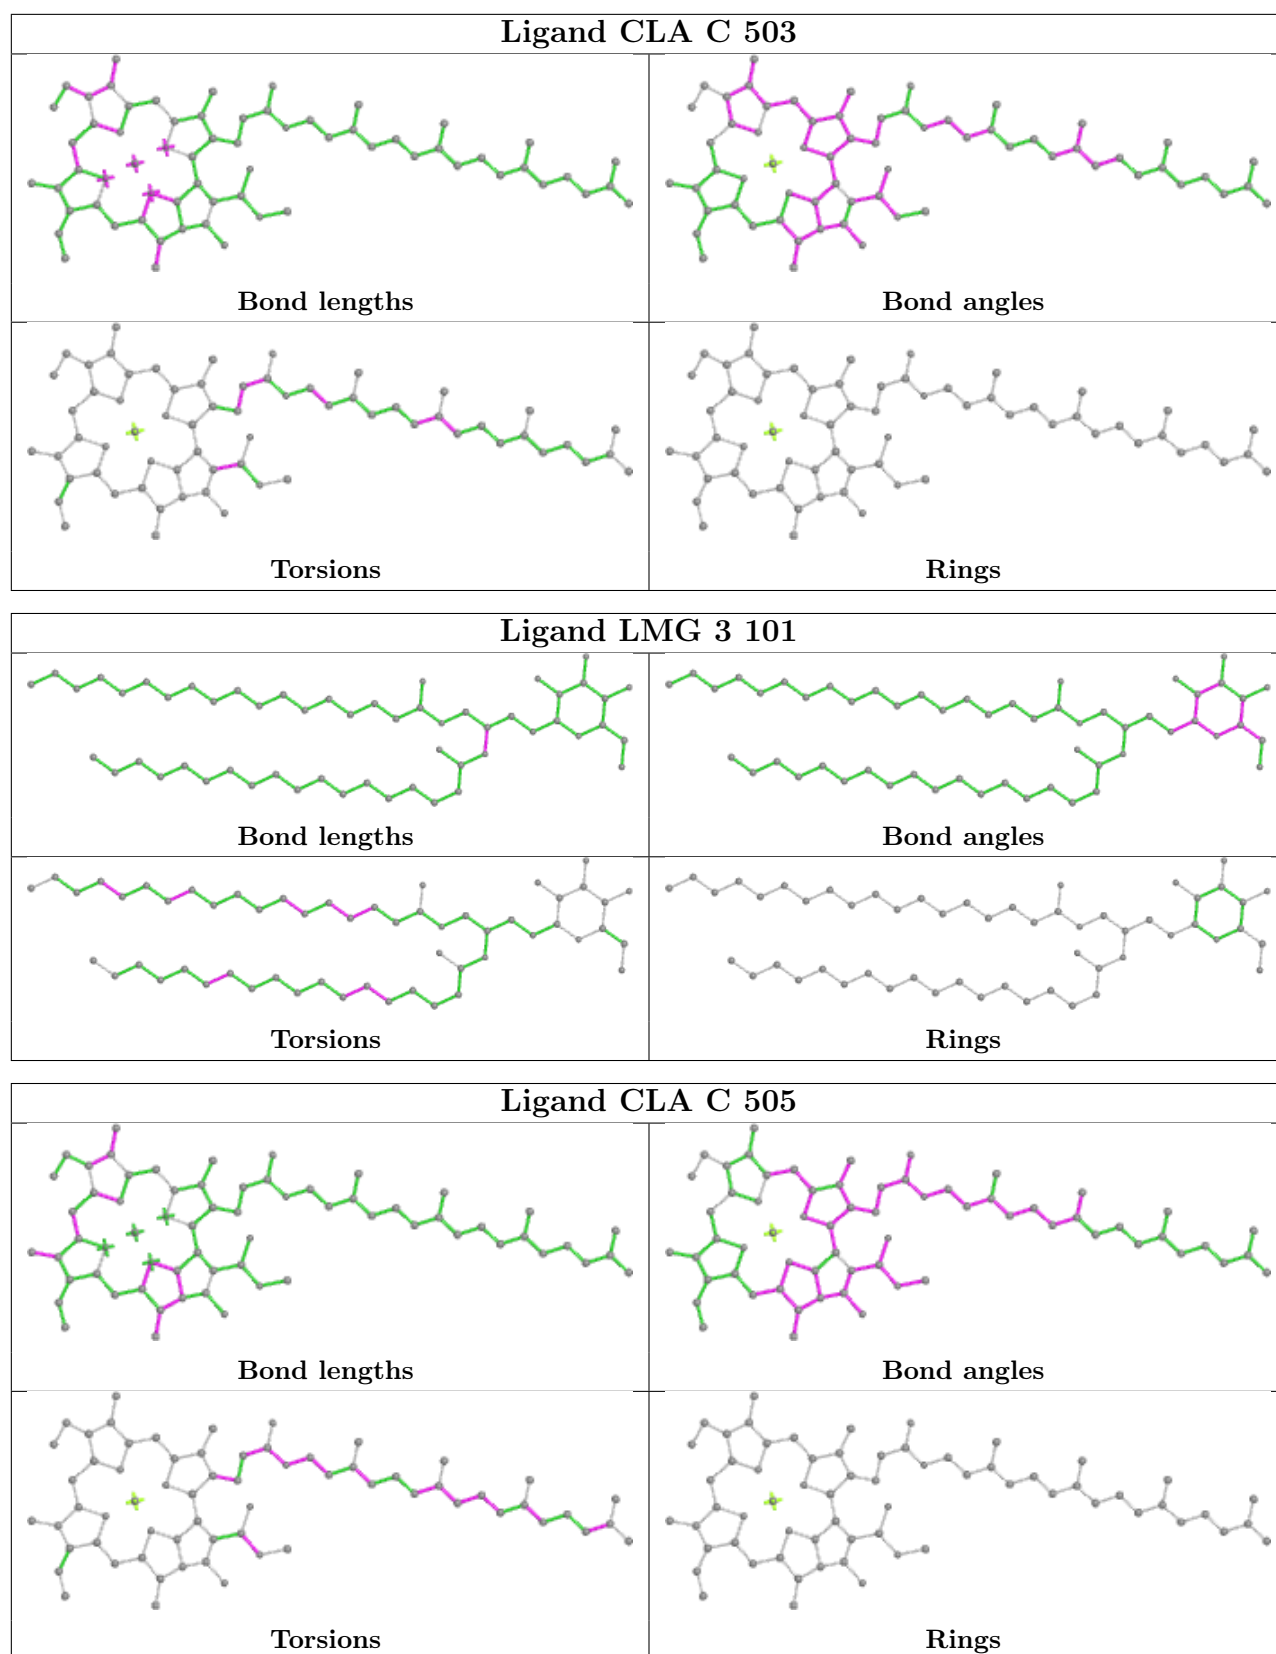 Ligand CLA C 503
Bond lengths
Bond angles
Torsions
Rings
Ligand LMG 3 101
Bond lengths
Bond angles
Torsions
Rings
Ligand CLA C 505
Bond lengths
Bond angles
Torsions
Rings